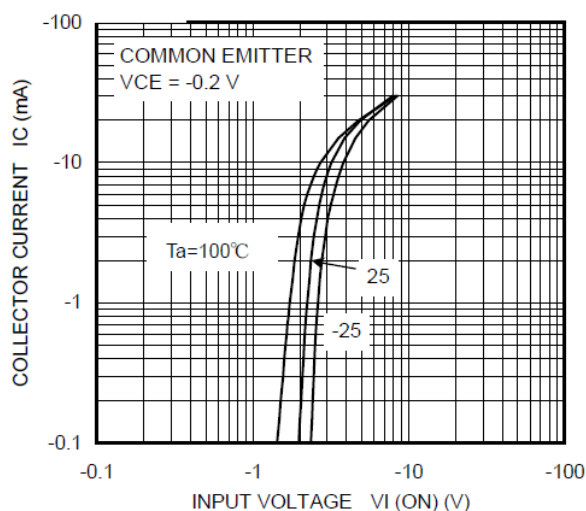 -100
COMMON EMITTER
VCE = -0.2 V
-10
Ta=100℃
25
-1
-25
-0.1
-0.1
-1
-10
-100
COLLECTOR CURRENT IC (mA)
INPUT VOLTAGE VI (ON) (V)